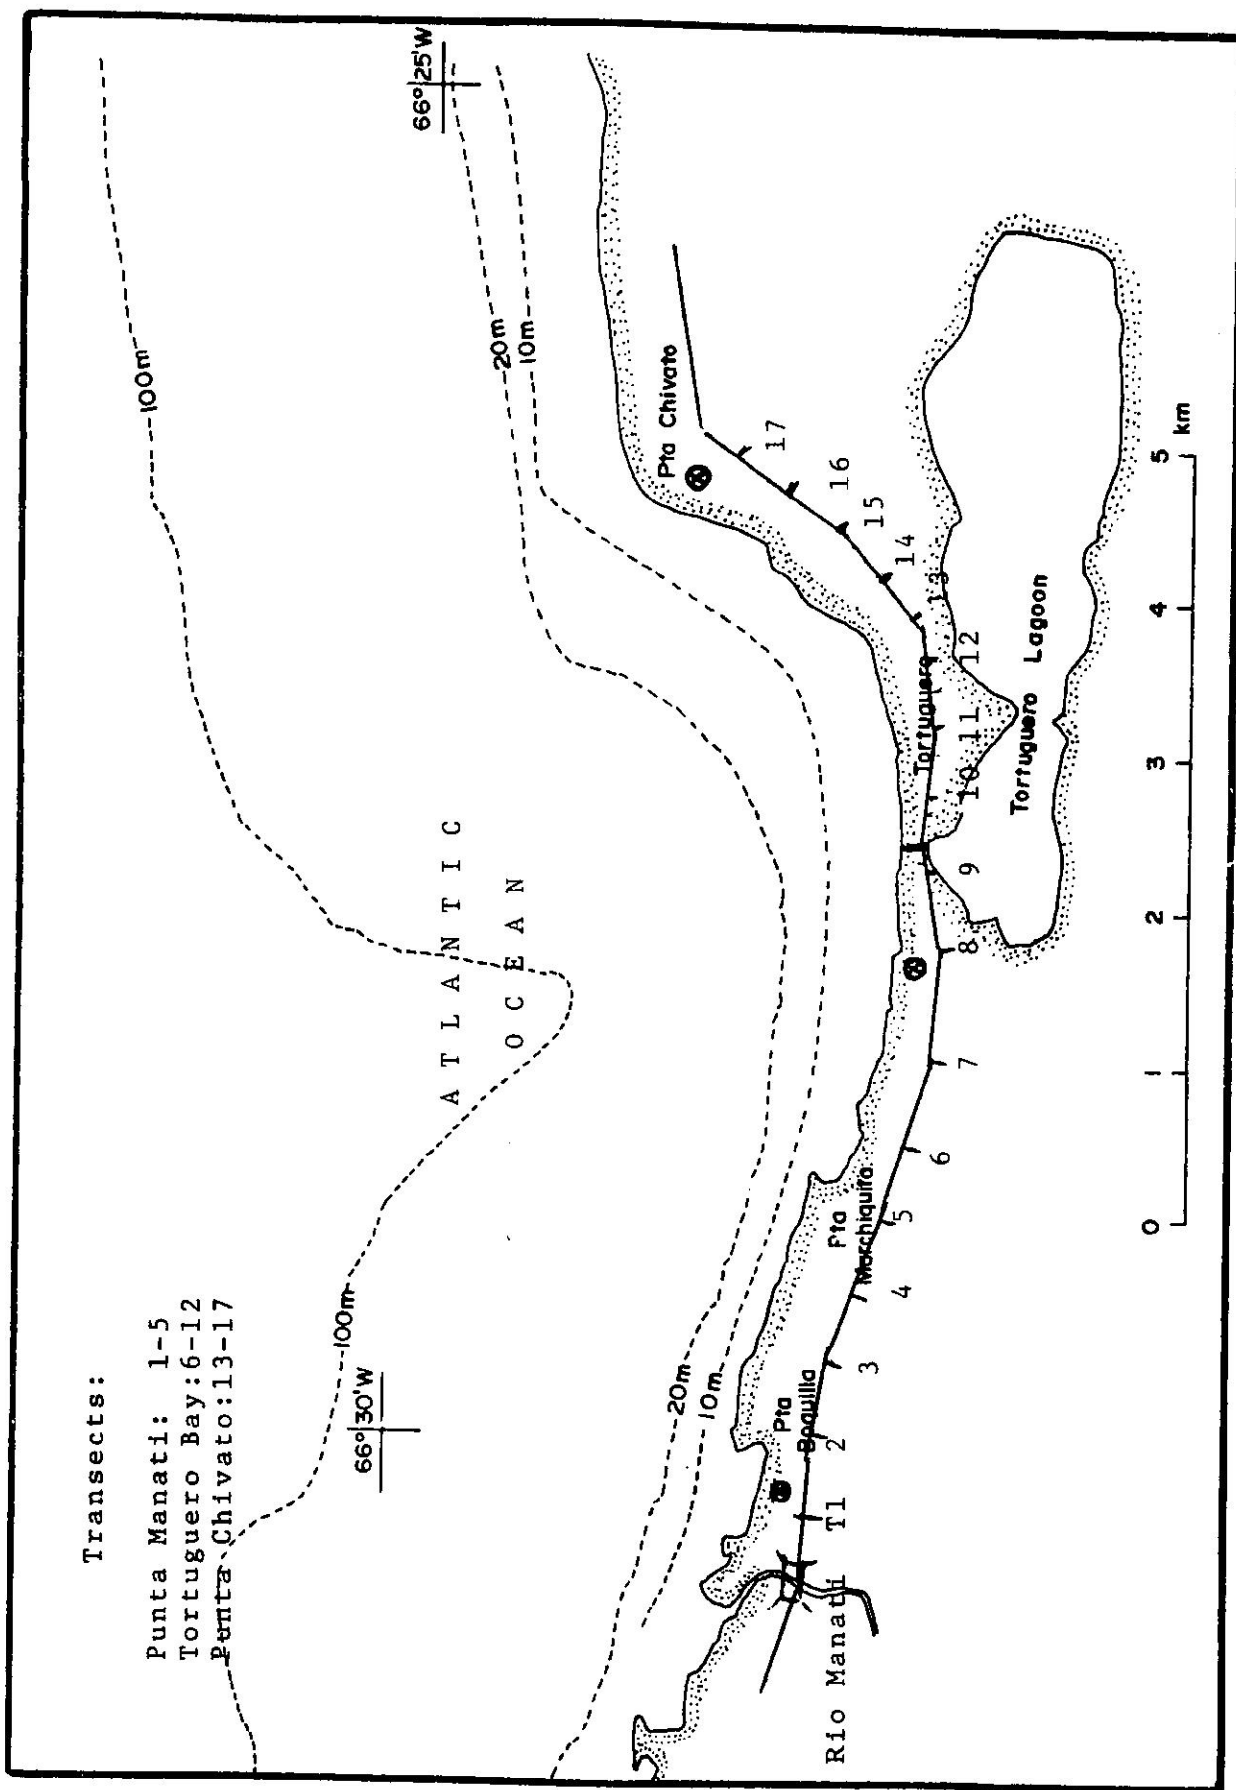 Transects:
Punta Manati: 1-5
Tortuguero Bay:6-12
Punta Chivato:13-17
66°30'W
66°25'W
100m
100m
20m
10m
20m
10m
ATLANTIC
OCEAN
Rio Manati
Pta
Boquilla
Pta
Marchiquita
Tortuguero
Pta Chivato
Tortuguero Lagoon
T1
2
3
4
5
6
7
8
9
10
11
12
13
14
15
16
17
0
1
2
3
4
5
km